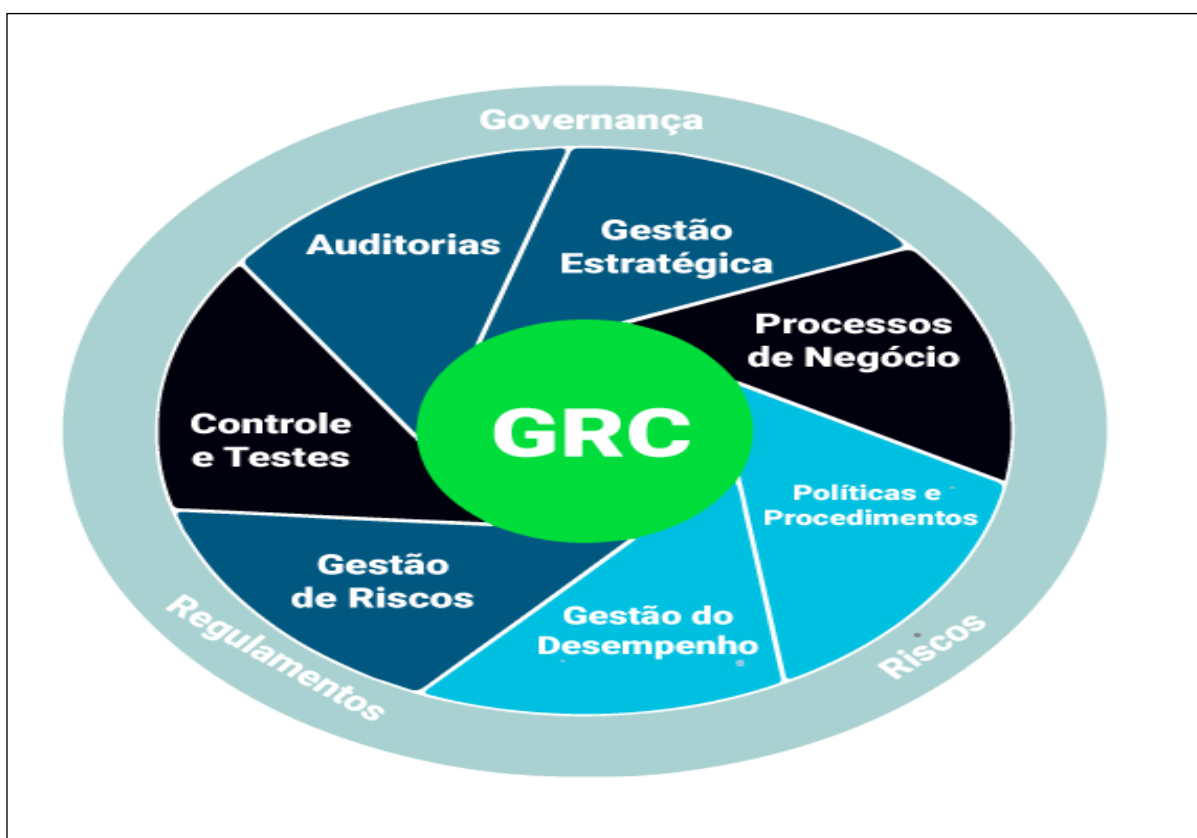 Governança
Auditorias
Gestão
Estratégica
Processos
de Negócio
Controle
e Testes
GRC
Políticas e
Procedimentos
Gestão
de Riscos
Gestão do
Desempenho
Regulamentos
Riscos